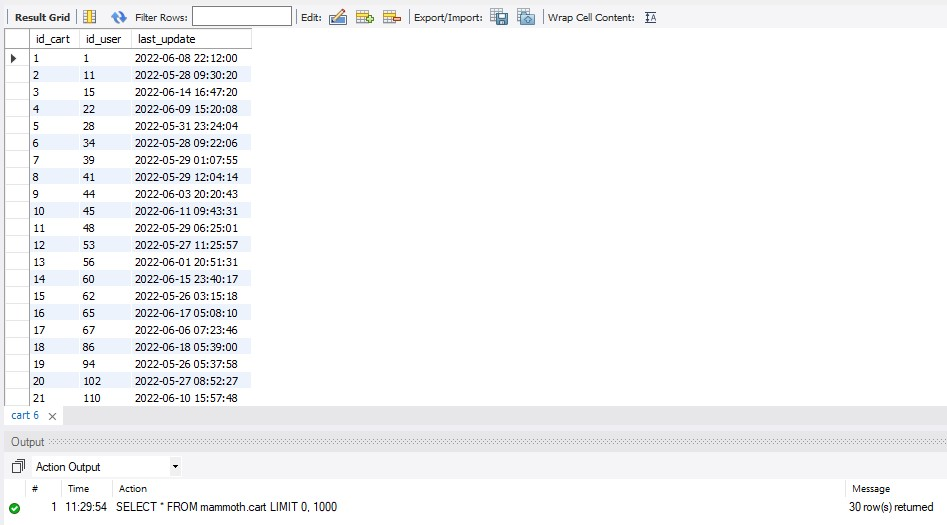 Result Grid Filter Rows: Edit: Export/Import: Wrap Cell Content: IA
id_cart id_user last_update
1 1 2022-06-08 22:12:00
2 11 2022-05-28 09:30:20
3 15 2022-06-14 16:47:20
4 22 2022-06-09 15:20:08
5 28 2022-05-31 23:24:04
6 34 2022-05-28 09:22:06
7 39 2022-05-29 01:07:55
8 41 2022-05-29 12:04:14
9 44 2022-06-03 20:20:43
10 45 2022-06-11 09:43:31
11 48 2022-05-29 06:25:01
12 53 2022-05-27 11:25:57
13 56 2022-06-01 20:51:31
14 60 2022-06-15 23:40:17
15 62 2022-05-26 03:15:18
16 65 2022-06-17 05:08:10
17 67 2022-06-06 07:23:46
18 86 2022-06-18 05:39:00
19 94 2022-05-26 05:37:58
20 102 2022-05-27 08:52:27
21 110 2022-06-10 15:57:48
cart 6
Output
Action Output
# Time Action Message
1 11:29:54 SELECT * FROM mammoth.cart LIMIT 0, 1000 30 row(s) returned